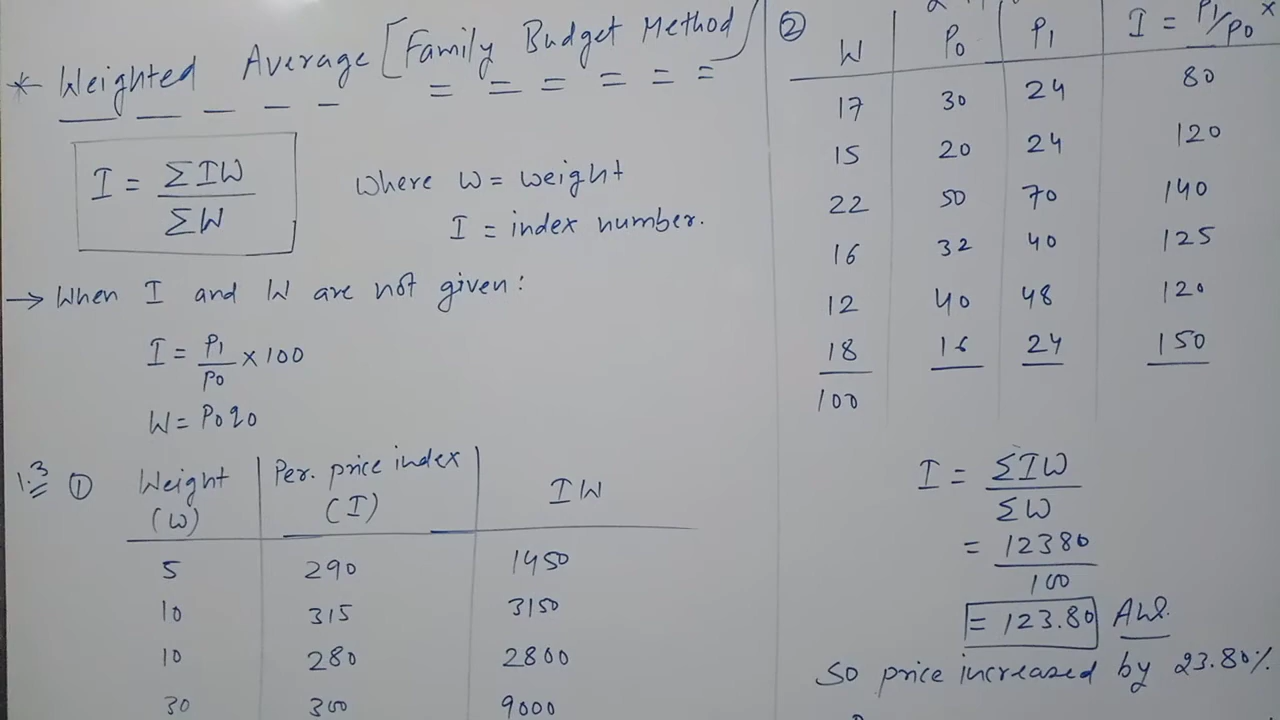 * Weighted Average [Family Budget Method]
I = ΣIW / ΣW
where W = weight
I = index number.
→ When I and W are not given:
I = P1/P0 × 100
W = P0q0
1.3 ①
Weight (W) | Per. price index (I) | IW
5 290 1450
10 315 3150
10 280 2800
30 300 9000
②
W | P0 | P1 | I = P1/P0 ×
17 30 24 80
15 20 24 120
22 50 70 140
16 32 40 125
12 40 48 120
18 16 24 150
100
I = ΣIW / ΣW
= 12380 / 100
= 123.80 Ans.
So price increased by 23.80%.